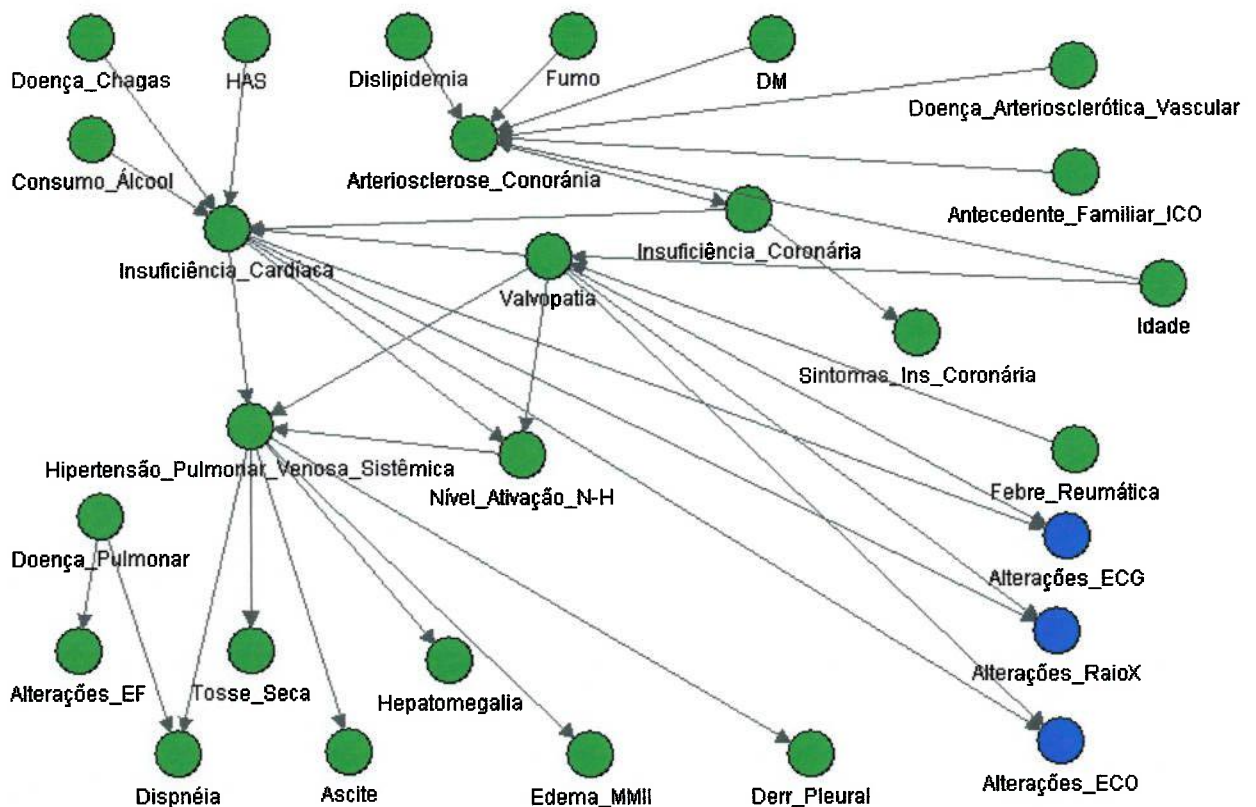 Doença_Chagas
HAS
Dislipidemia
Fumo
DM
Doença_Arteriosclerótica_Vascular
Consumo_Álcool
Arteriosclerose_Conoránia
Antecedente_Familiar_ICO
Insuficiência_Cardíaca
Insuficiência_Coronária
Valvopatia
Idade
Sintomas_Ins_Coronária
Hipertensão_Pulmonar_Venosa_Sistêmica
Nível_Ativação_N-H
Febre_Reumática
Doença_Pulmonar
Alterações_ECG
Alterações_RaioX
Alterações_EF
Tosse_Seca
Hepatomegalia
Alterações_ECO
Dispnéia
Ascite
Edema_MMII
Derr_Pleural